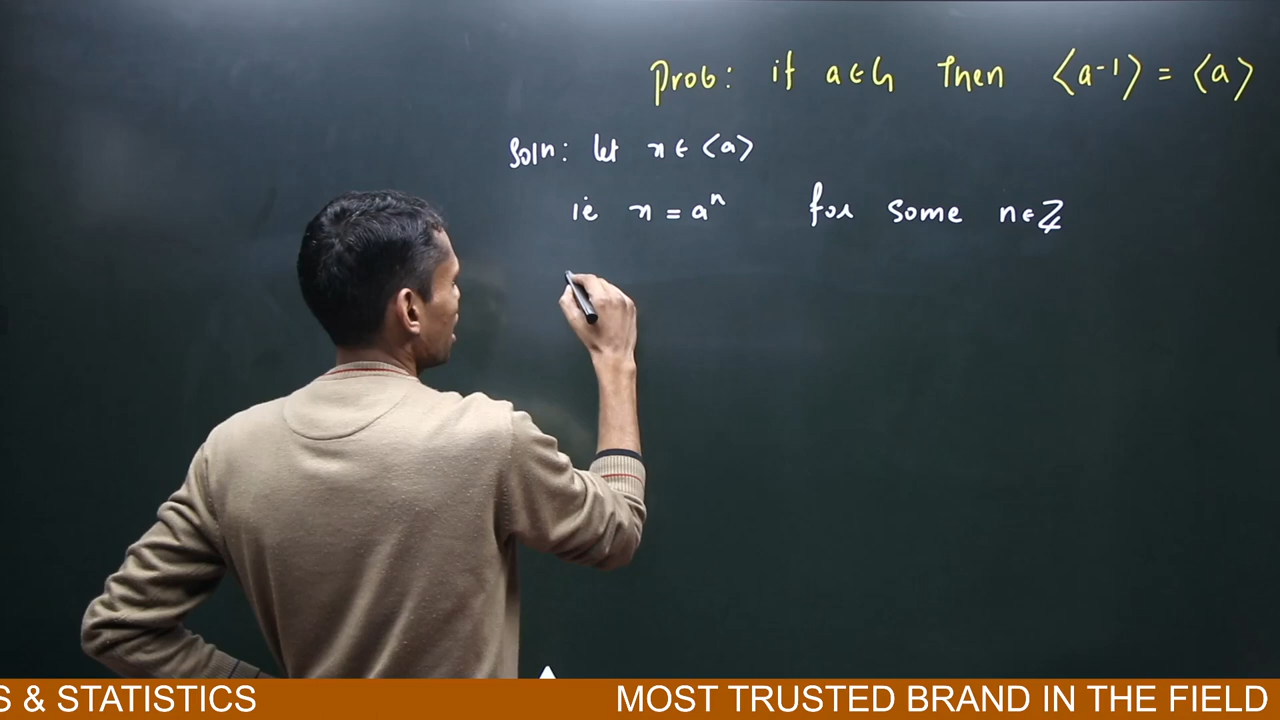 Prob: if a∈G Then ⟨a⁻¹⟩ = ⟨a⟩
Soln: let x∈⟨a⟩
ie x = aⁿ for some n∈ℤ
S & STATISTICS MOST TRUSTED BRAND IN THE FIELD